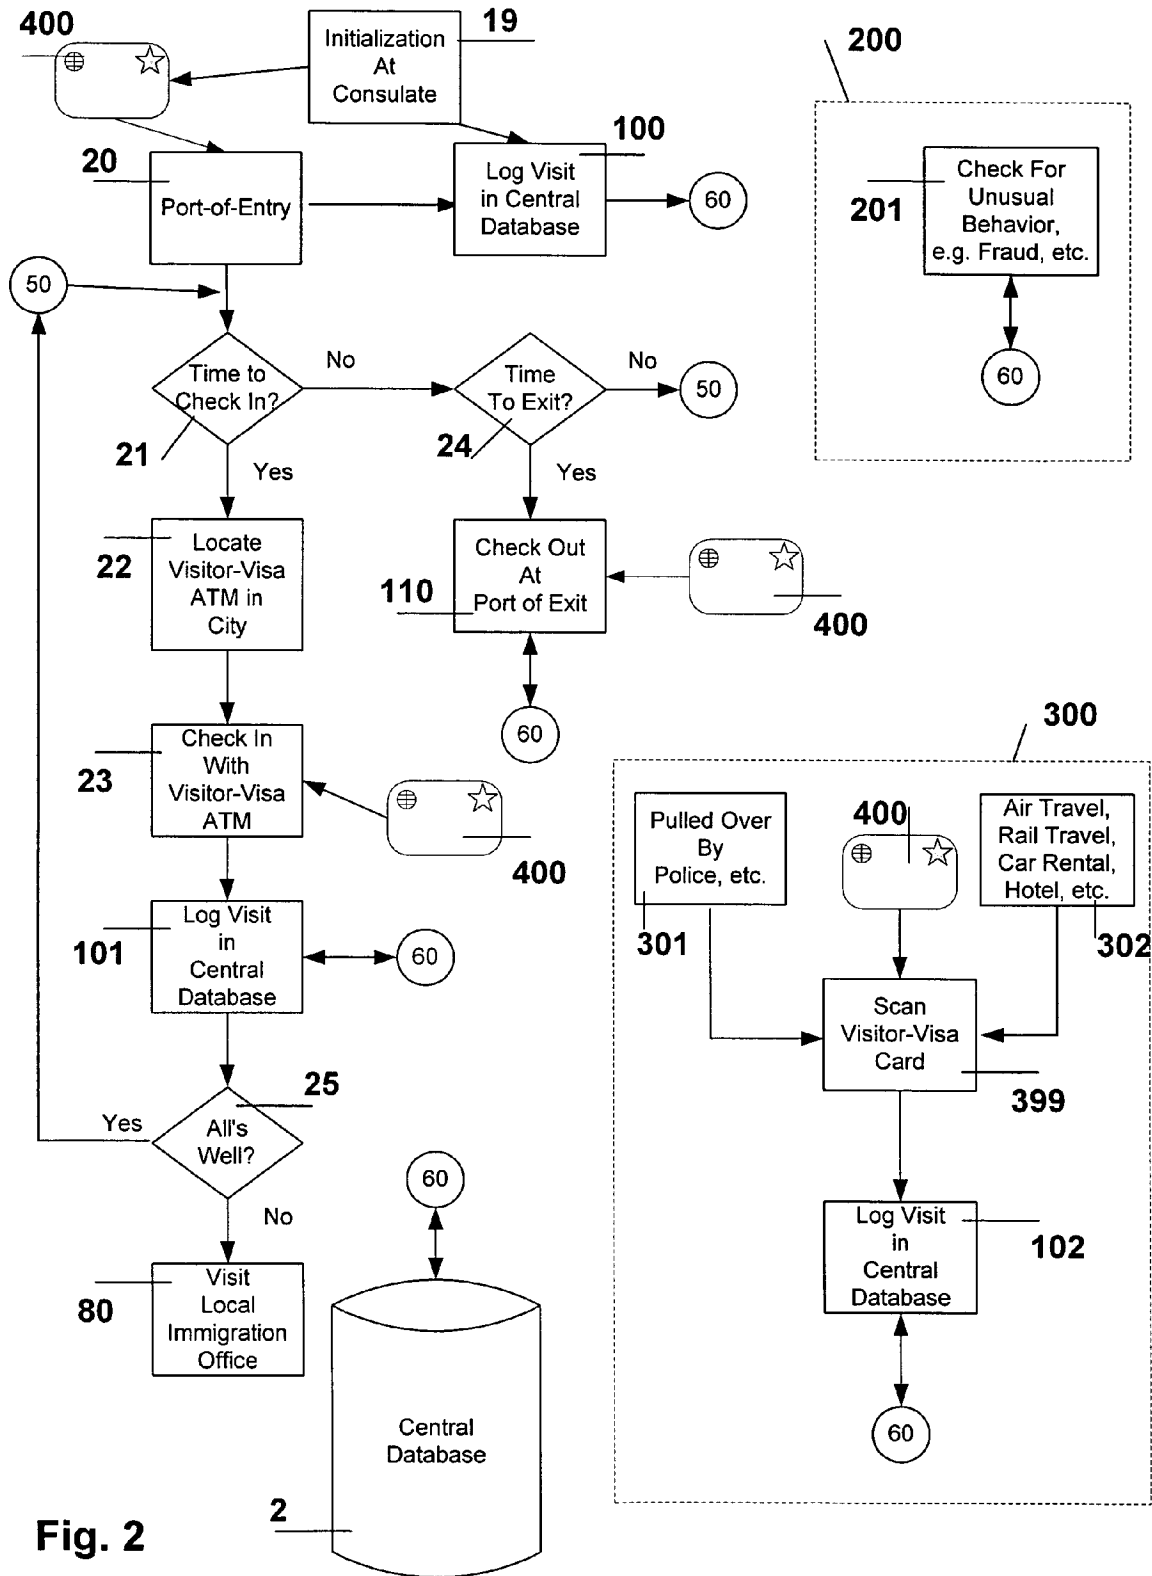 400
Initialization
At
Consulate
19
200
20
Port-of-Entry
100
Log Visit
in Central
Database
60
201
Check For
Unusual
Behavior,
e.g. Fraud, etc.
60
50
Time to
Check In?
21
No
Yes
Time
To Exit?
24
No
50
Yes
22
Locate
Visitor-Visa
ATM in
City
Check Out
At
Port of Exit
110
400
60
23
Check In
With
Visitor-Visa
ATM
400
101
Log Visit
in
Central
Database
60
25
All's
Well?
Yes
No
80
Visit
Local
Immigration
Office
60
Central
Database
2
300
Pulled Over
By
Police, etc.
301
400
Air Travel,
Rail Travel,
Car Rental,
Hotel, etc.
302
Scan
Visitor-Visa
Card
399
Log Visit
in
Central
Database
102
60
Fig. 2